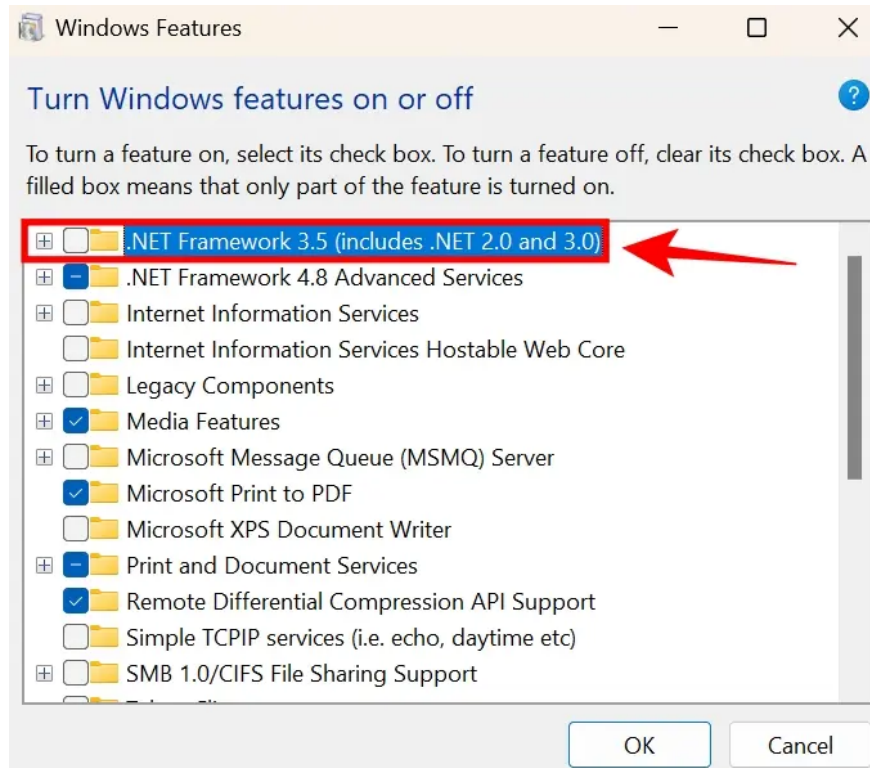 Windows Features
Turn Windows features on or off
?
To turn a feature on, select its check box. To turn a feature off, clear its check box. A
filled box means that only part of the feature is turned on.
.NET Framework 3.5 (includes .NET 2.0 and 3.0)
.NET Framework 4.8 Advanced Services
Internet Information Services
Internet Information Services Hostable Web Core
Legacy Components
Media Features
Microsoft Message Queue (MSMQ) Server
Microsoft Print to PDF
Microsoft XPS Document Writer
Print and Document Services
Remote Differential Compression API Support
Simple TCPIP services (i.e. echo, daytime etc)
SMB 1.0/CIFS File Sharing Support
OK
Cancel